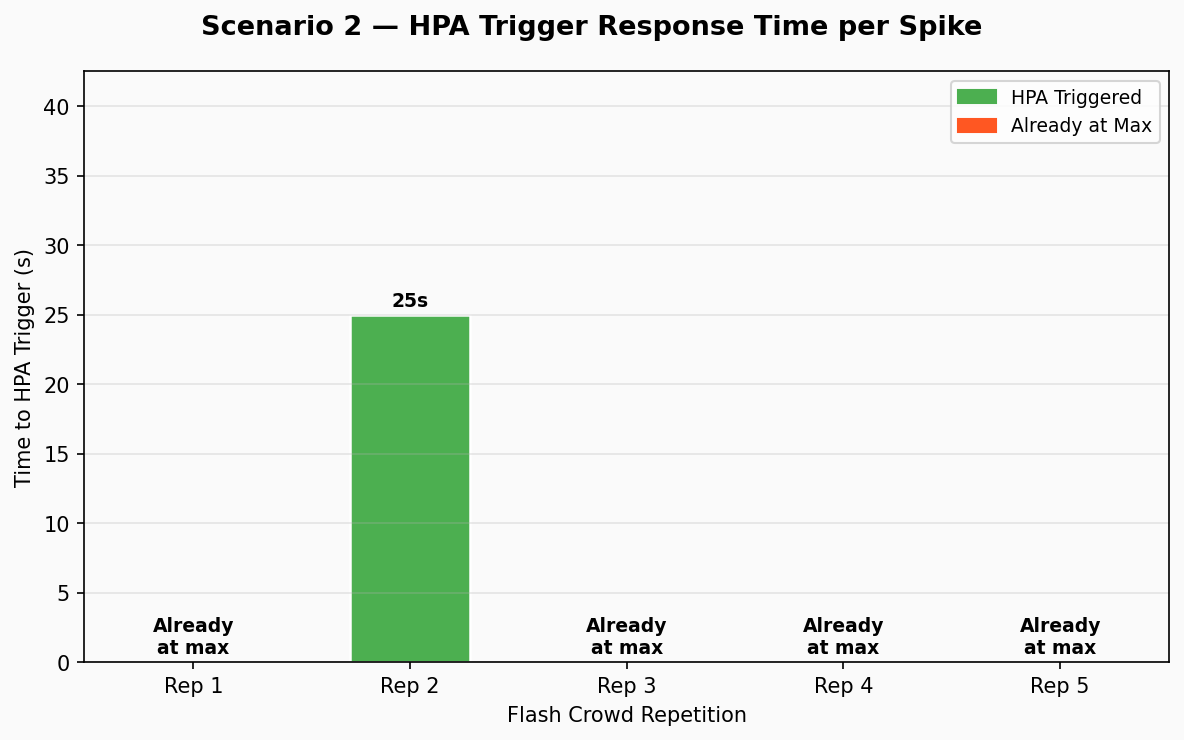 Scenario 2 — HPA Trigger Response Time per Spike
HPA Triggered
Already at Max
Time to HPA Trigger (s)
40
35
30
25
20
15
10
5
0
25s
Already
at max
Already
at max
Already
at max
Already
at max
Rep 1
Rep 2
Rep 3
Rep 4
Rep 5
Flash Crowd Repetition